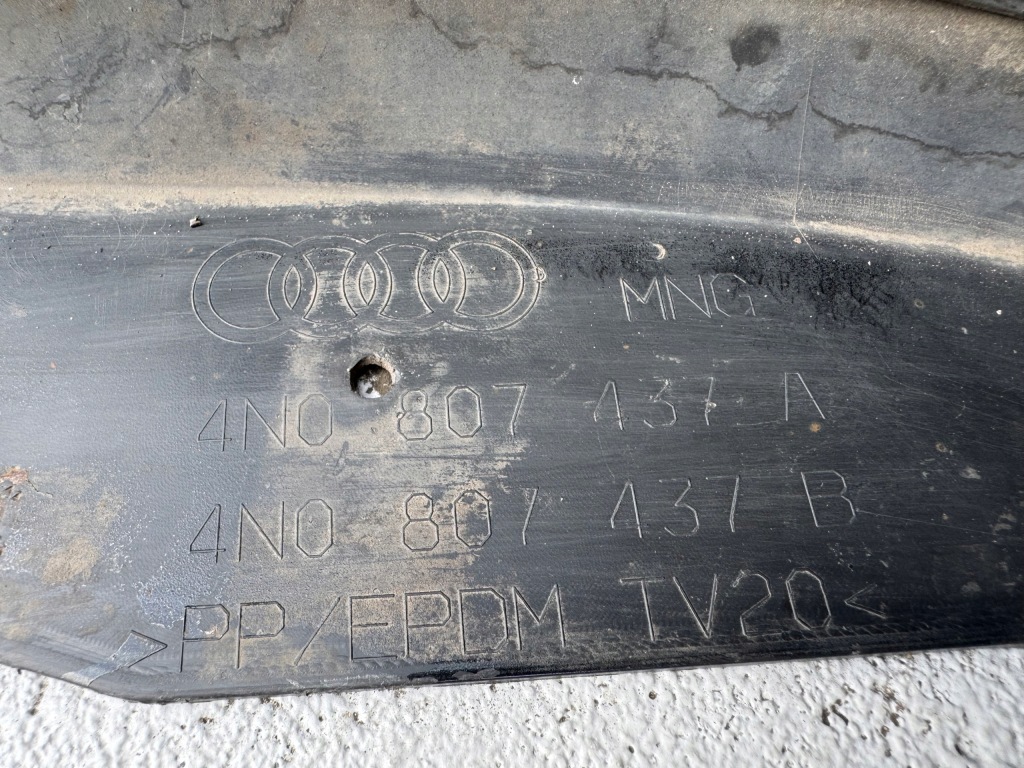 MNG
4N0 807 437 A
4N0 807 437 B
>PP/EPDM TV20<